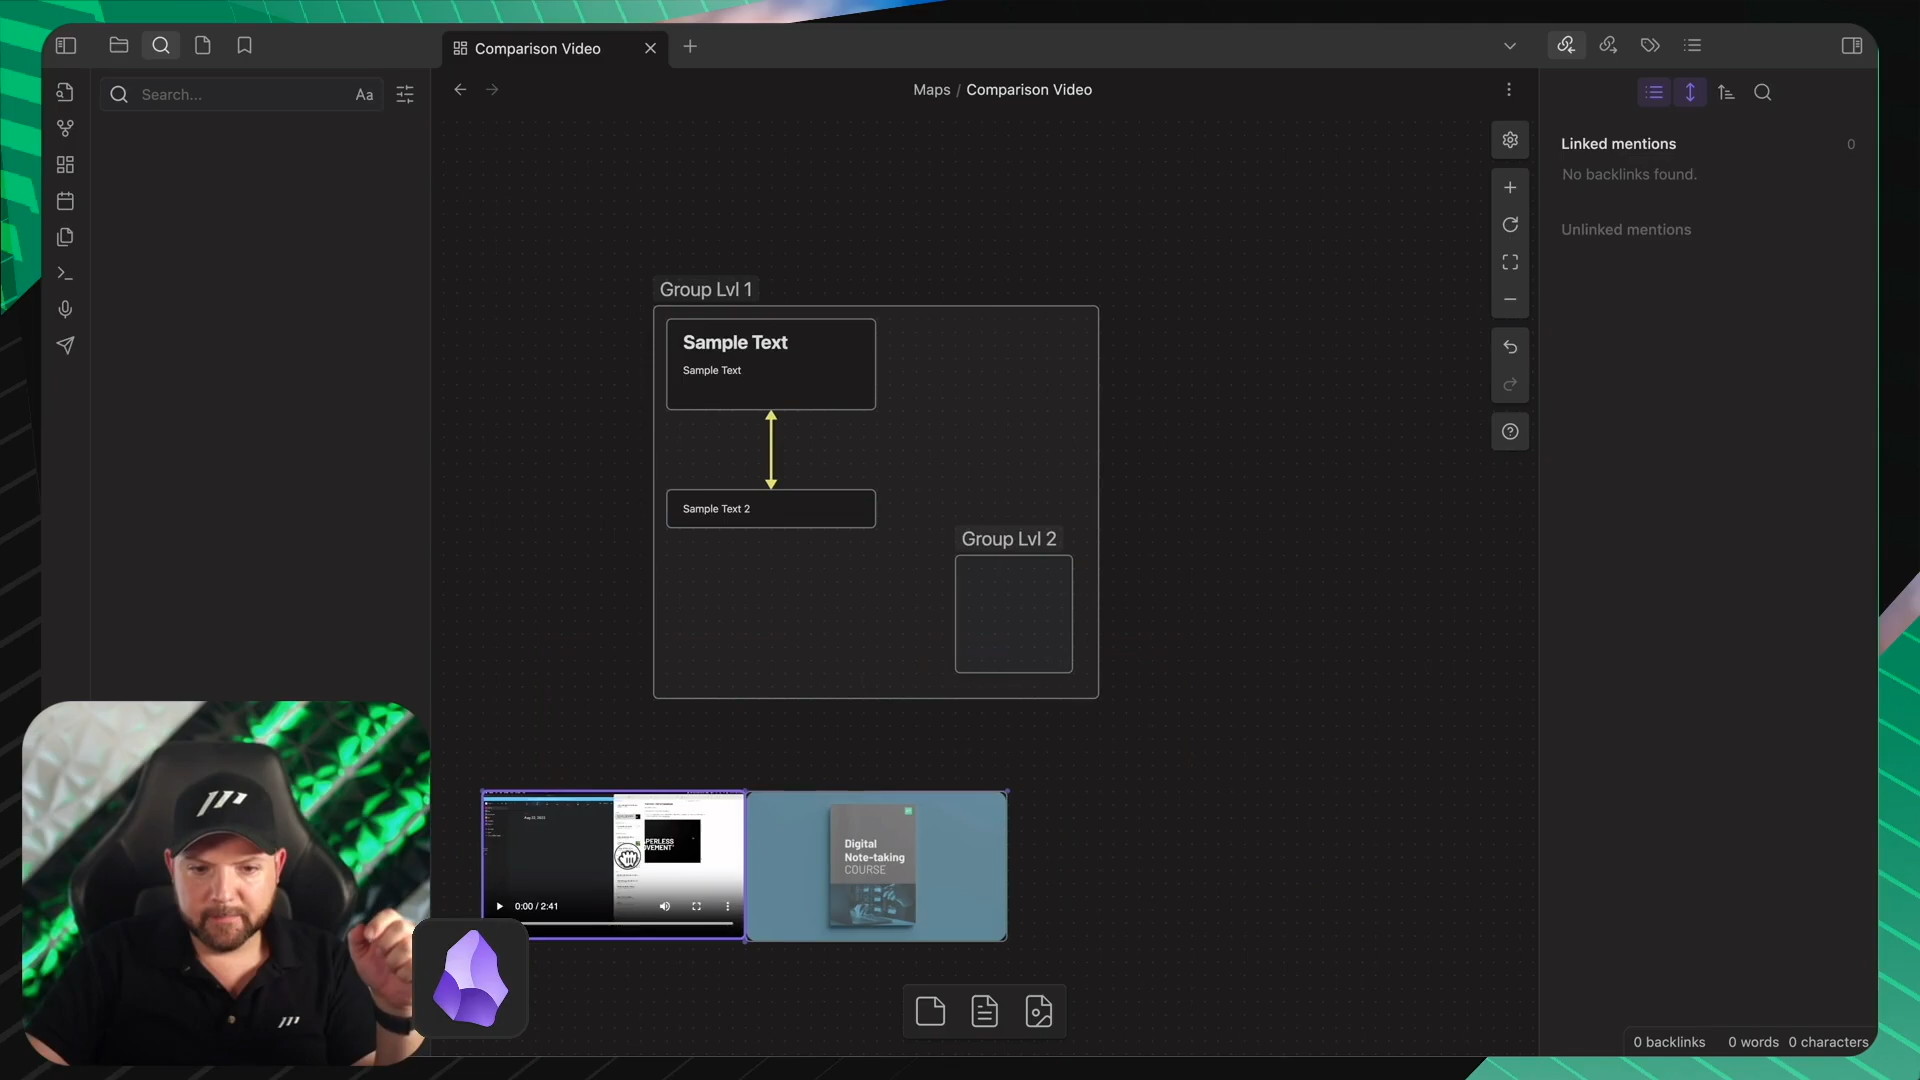 Comparison Video
Search...
Aa
Maps / Comparison Video
Linked mentions
0
No backlinks found.
Unlinked mentions
Group Lvl 1
Sample Text
Sample Text
Sample Text 2
Group Lvl 2
PERLESS
OVEMENT
0:00 / 2:41
Digital
Note-taking
COURSE
0 backlinks
0 words
0 characters